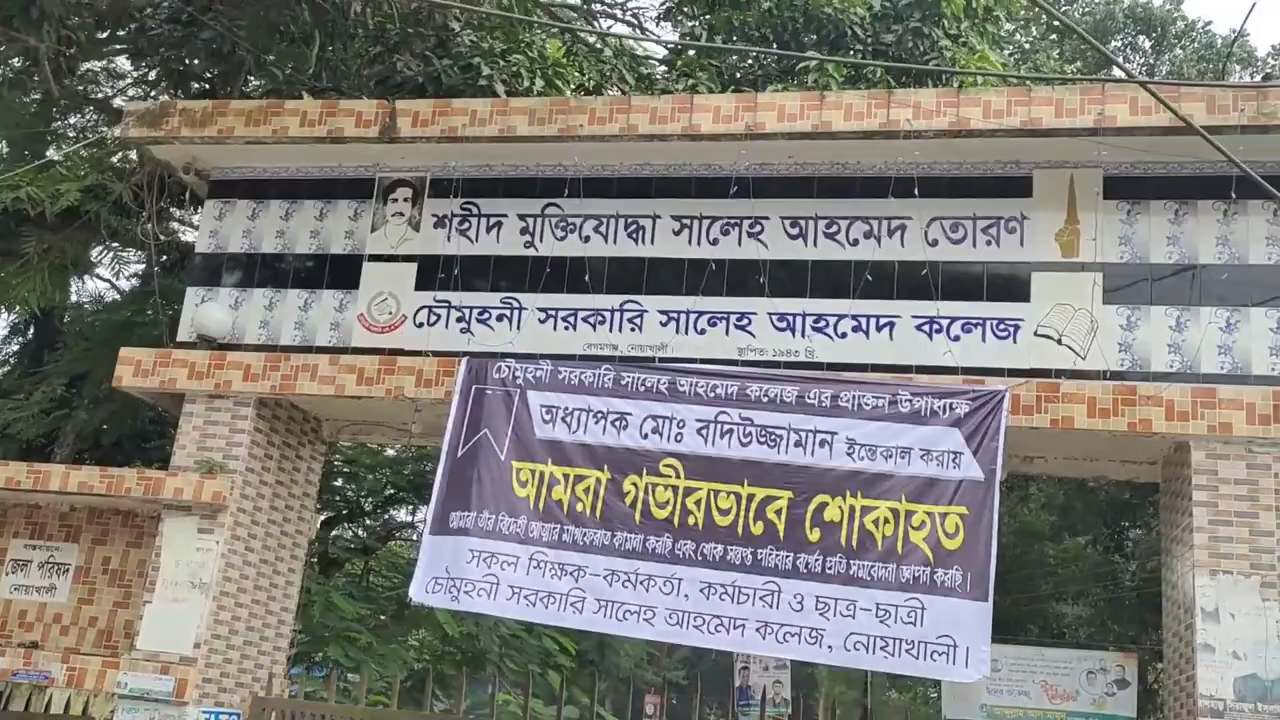 শহীদ মুক্তিযোদ্ধা সালেহ আহমেদ তোরণ
চৌমুহনী সরকারি সালেহ আহমেদ কলেজ
বেগমগঞ্জ, নোয়াখালী। স্থাপিত: ১৯৪৩ খ্রি.
চৌমুহনী সরকারি সালেহ আহমেদ কলেজ এর প্রাক্তন উপাধ্যক্ষ
অধ্যাপক মোঃ বদিউজ্জামান ইন্তেকাল করায়
আমরা গভীরভাবে শোকাহত
আমরা তাঁর বিদেহী আত্মার মাগফেরাত কামনা করছি এবং শোক সন্তপ্ত পরিবার বর্গের প্রতি সমবেদনা জ্ঞাপন করছি।
সকল শিক্ষক-কর্মকর্তা, কর্মচারী ও ছাত্র-ছাত্রী
চৌমুহনী সরকারি সালেহ আহমেদ কলেজ, নোয়াখালী।
বাস্তবায়নে:
জেলা পরিষদ
নোয়াখালী